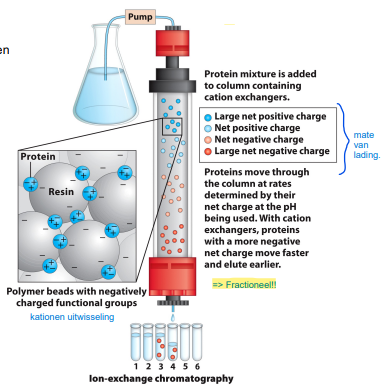 en
Pump
Protein mixture is added
to column containing
cation exchangers.
Large net positive charge
Net positive charge
Net negative charge
Large net negative charge
mate
van
lading.
Proteins move through
the column at rates
determined by their
net charge at the pH
being used. With cation
exchangers, proteins
with a more negative
net charge move faster
and elute earlier.
=> Fractioneel!!
Protein
Resin
Polymer beads with negatively
charged functional groups
kationen uitwisseling
1 2 3 4 5 6
Ion-exchange chromatography